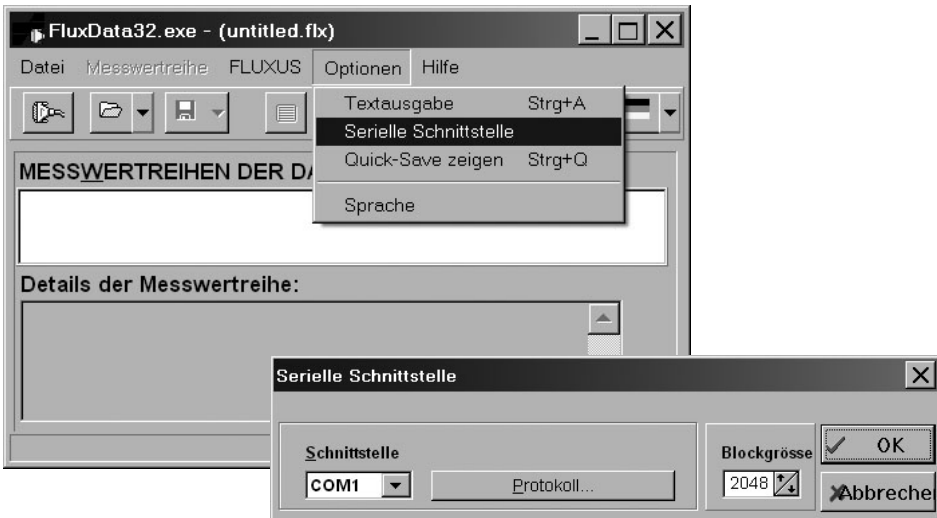 FluxData32.exe - (untitled.flx)
Datei Messwertreihe FLUXUS Optionen Hilfe
Textausgabe Strg+A
Serielle Schnittstelle
Quick-Save zeigen Strg+Q
Sprache
MESSWERTREIHEN DER DA
Details der Messwertreihe:
Serielle Schnittstelle
Schnittstelle
COM1
Protokoll...
Blockgrösse
2048
OK
Abbreche